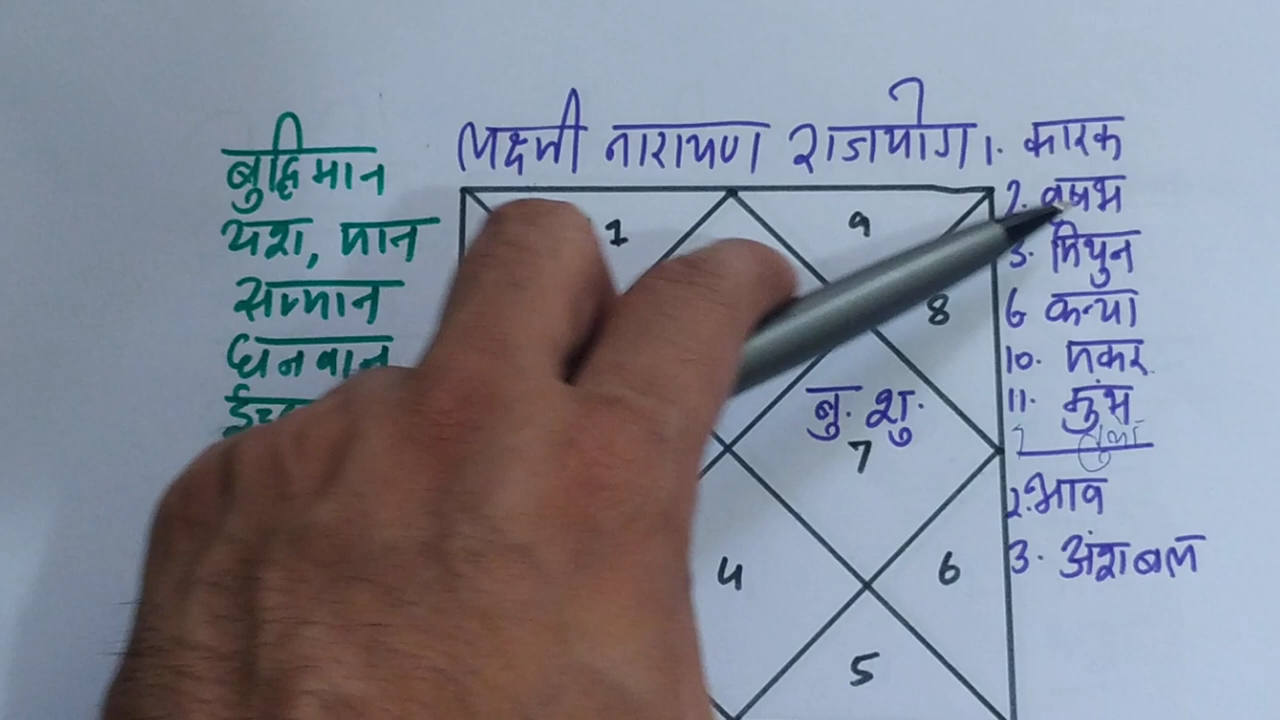 लक्ष्मी नारायण राजयोग
1. कारक
2. वृषभ
3. मिथुन
6 कन्या
10. मकर
11. कुंभ
7 तुला
2. भाव
3. अंशबल
बुद्धिमान
यश, मान
सम्मान
धनवान
1
9
8
बु. शु.
7
4
6
5